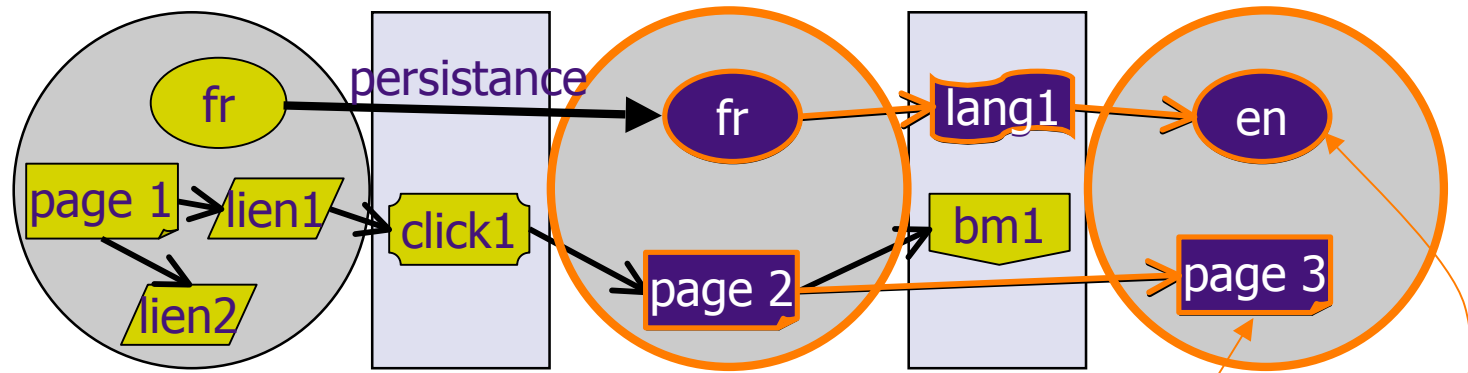 fr
persistance
fr
lang1
en
page 1
lien1
click1
bm1
page 2
page 3
lien2